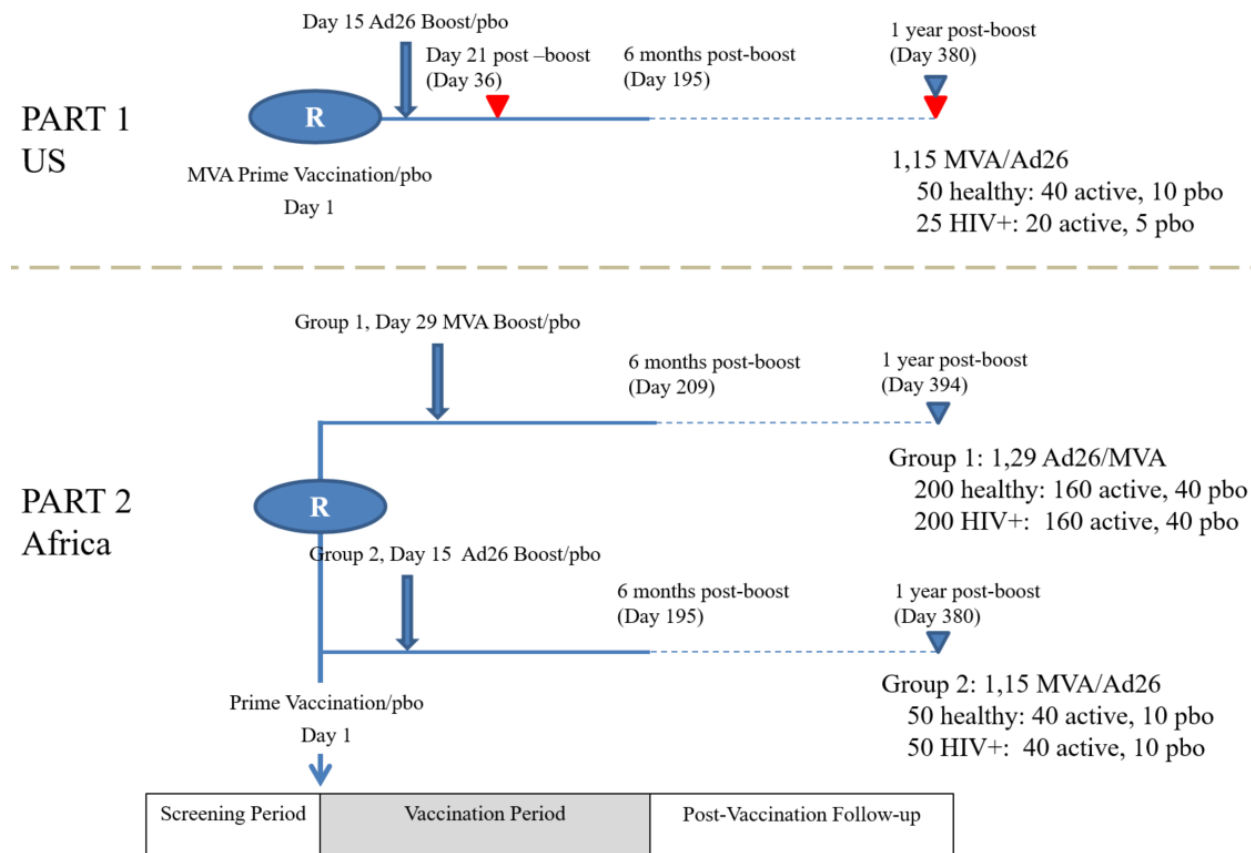 Day 15 Ad26 Boost/pbo
Day 21 post –boost
(Day 36)
6 months post-boost
(Day 195)
1 year post-boost
(Day 380)
PART 1
US
R
MVA Prime Vaccination/pbo
Day 1
1,15 MVA/Ad26
50 healthy: 40 active, 10 pbo
25 HIV+: 20 active, 5 pbo
Group 1, Day 29 MVA Boost/pbo
6 months post-boost
(Day 209)
1 year post-boost
(Day 394)
Group 1: 1,29 Ad26/MVA
200 healthy: 160 active, 40 pbo
200 HIV+: 160 active, 40 pbo
PART 2
Africa
R
Group 2, Day 15 Ad26 Boost/pbo
6 months post-boost
(Day 195)
1 year post-boost
(Day 380)
Group 2: 1,15 MVA/Ad26
50 healthy: 40 active, 10 pbo
50 HIV+: 40 active, 10 pbo
Prime Vaccination/pbo
Day 1
Screening Period
Vaccination Period
Post-Vaccination Follow-up